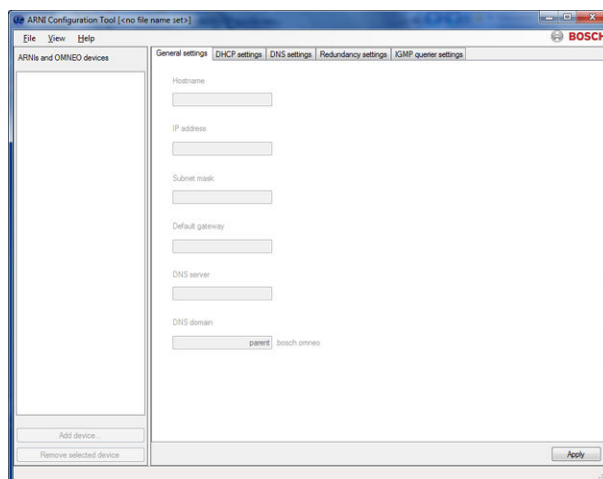 ARNI Configuration Tool [<no file name set>]
File View Help
BOSCH
ARNIs and OMNEO devices
General settings DHCP settings DNS settings Redundancy settings IGMP querier settings
Hostname
IP address
Subnet mask
Default gateway
DNS server
DNS domain
parent .bosch.omneo
Add device...
Remove selected device
Apply